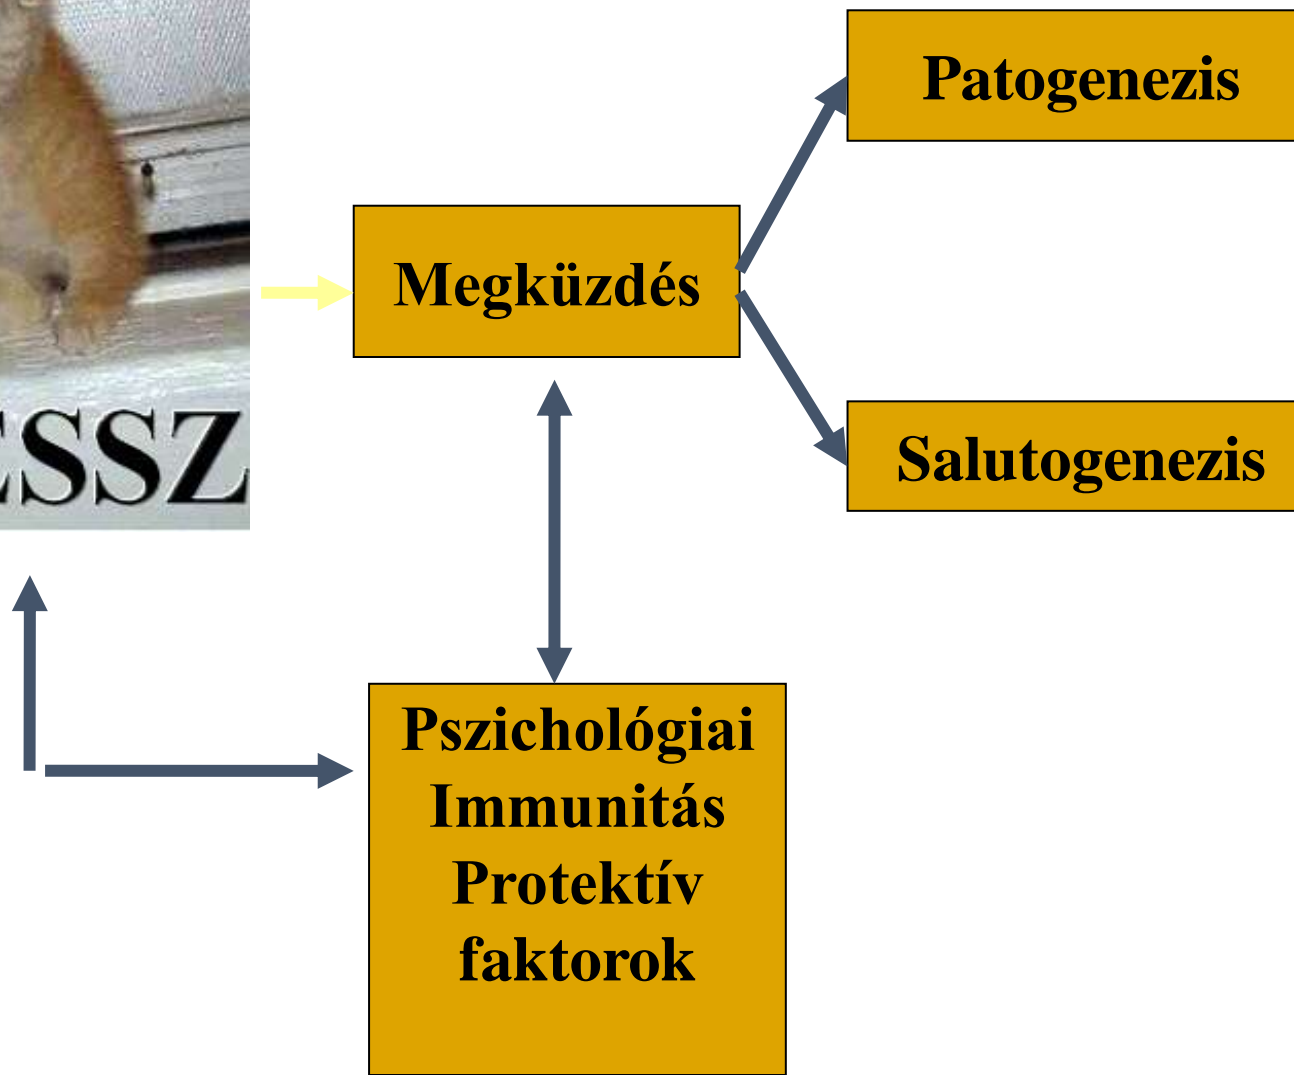 Patogenezis
Megküzdés
Salutogenezis
ESSZ
Pszichológiai
Immunitás
Protektív
faktorok